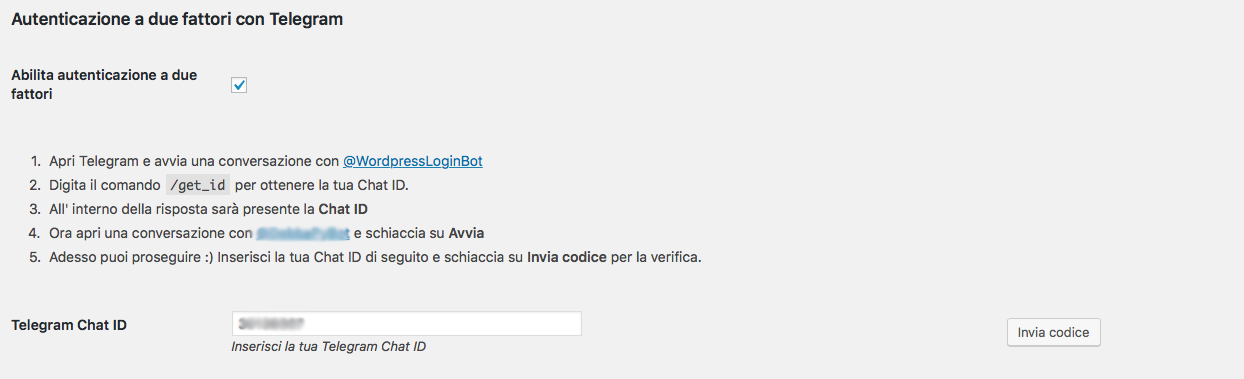 Autenticazione a due fattori con Telegram
Abilita autenticazione a due
fattori
1. Apri Telegram e avvia una conversazione con @WordpressLoginBot
2. Digita il comando /get_id per ottenere la tua Chat ID.
3. All' interno della risposta sarà presente la Chat ID
4. Ora apri una conversazione con e schiaccia su Avvia
5. Adesso puoi proseguire :) Inserisci la tua Chat ID di seguito e schiaccia su Invia codice per la verifica.
Telegram Chat ID
Invia codice
Inserisci la tua Telegram Chat ID